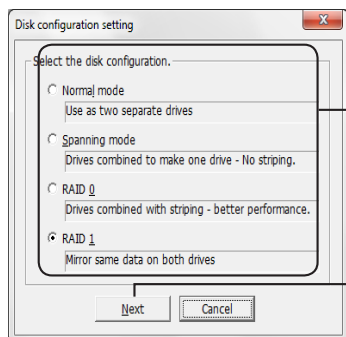 Disk configuration setting
Select the disk configuration.
Normal mode
Use as two separate drives
Spanning mode
Drives combined to make one drive - No striping.
RAID 0
Drives combined with striping - better performance.
RAID 1
Mirror same data on both drives
Next Cancel